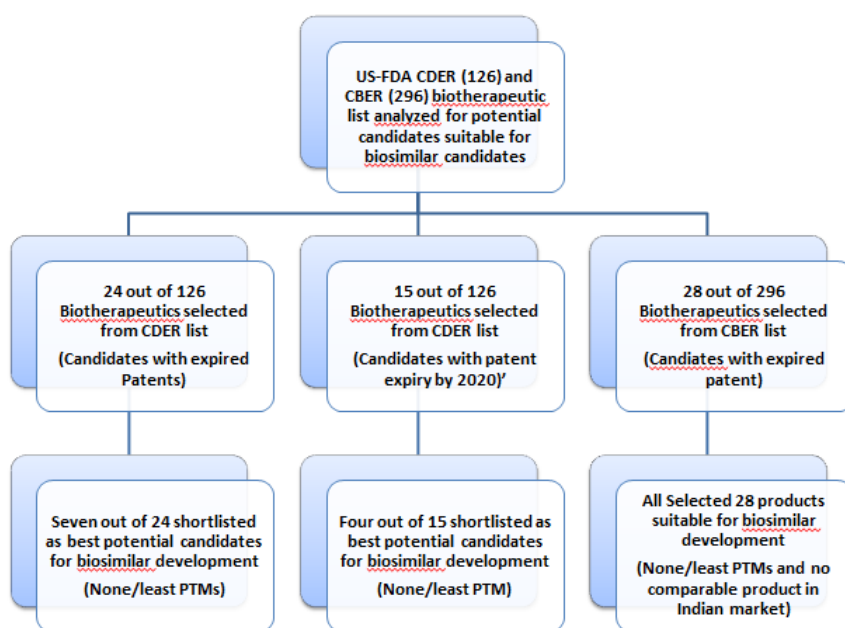 US-FDA CDER (126) and
CBER (296) biotherapeutic
list analyzed for potential
candidates suitable for
biosimilar candidates
24 out of 126
Biotherapeutics selected
from CDER list
(Candidates with expired
Patents)
15 out of 126
Biotherapeutics selected
from CDER list
(Candidates with patent
expiry by 2020)’
28 out of 296
Biotherapeutics selected
from CBER list
(Candiates with expired
patent)
Seven out of 24 shortlisted
as best potential candidates
for biosimilar development
(None/least PTMs)
Four out of 15 shortlisted as
best potential candidates
for biosimilar development
(None/least PTM)
All Selected 28 products
suitable for biosimilar
development
(None/least PTMs and no
comparable product in
Indian market)